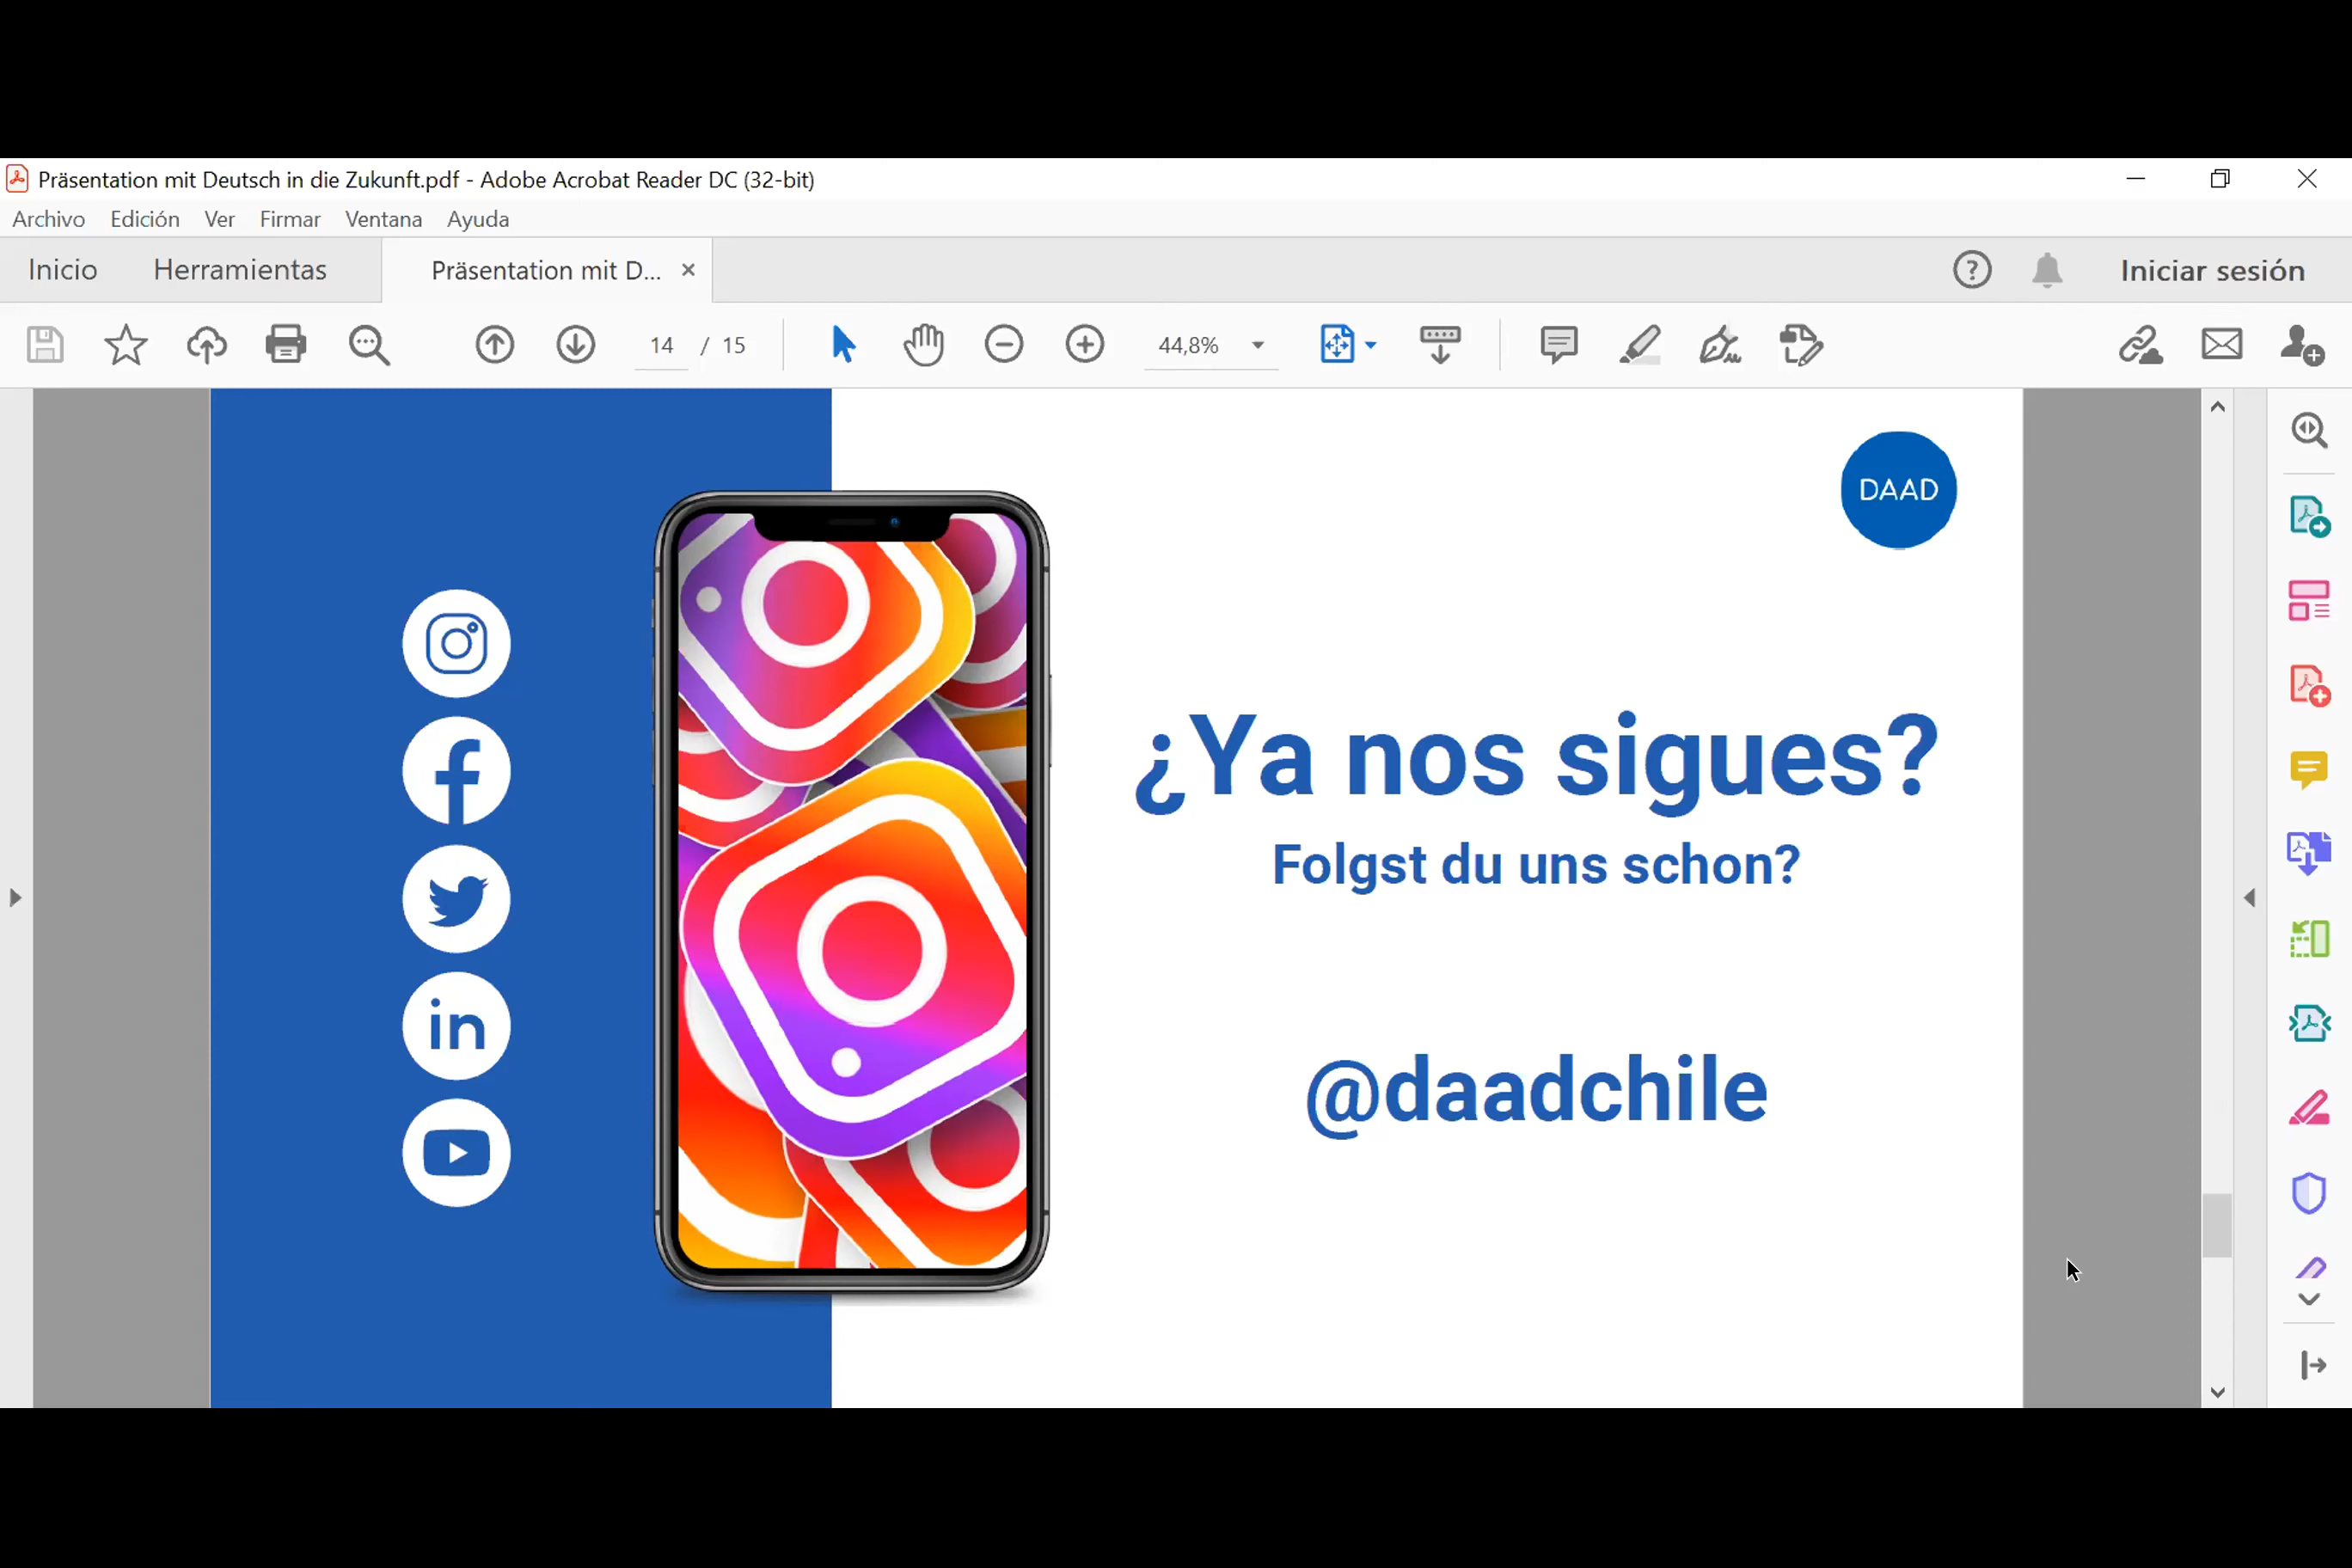 Präsentation mit Deutsch in die Zukunft.pdf - Adobe Acrobat Reader DC (32-bit)
Archivo Edición Ver Firmar Ventana Ayuda
Inicio Herramientas Präsentation mit D... Iniciar sesión
14 / 15 44,8%
DAAD
¿Ya nos sigues?
Folgst du uns schon?
in
@daadchile